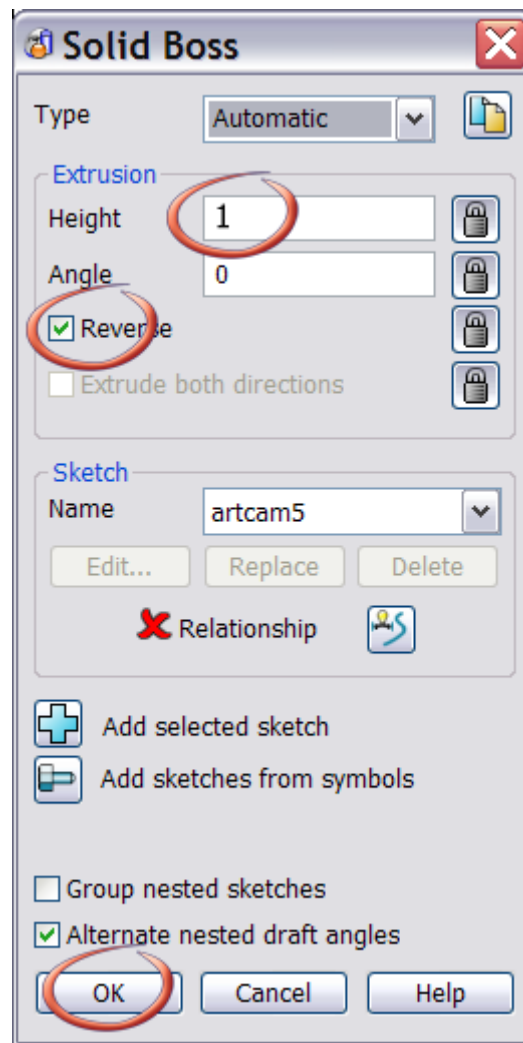 Solid Boss
Type Automatic
Extrusion
Height 1
Angle 0
Reverse
Extrude both directions
Sketch
Name artcam5
Edit... Replace Delete
Relationship
Add selected sketch
Add sketches from symbols
Group nested sketches
Alternate nested draft angles
OK Cancel Help